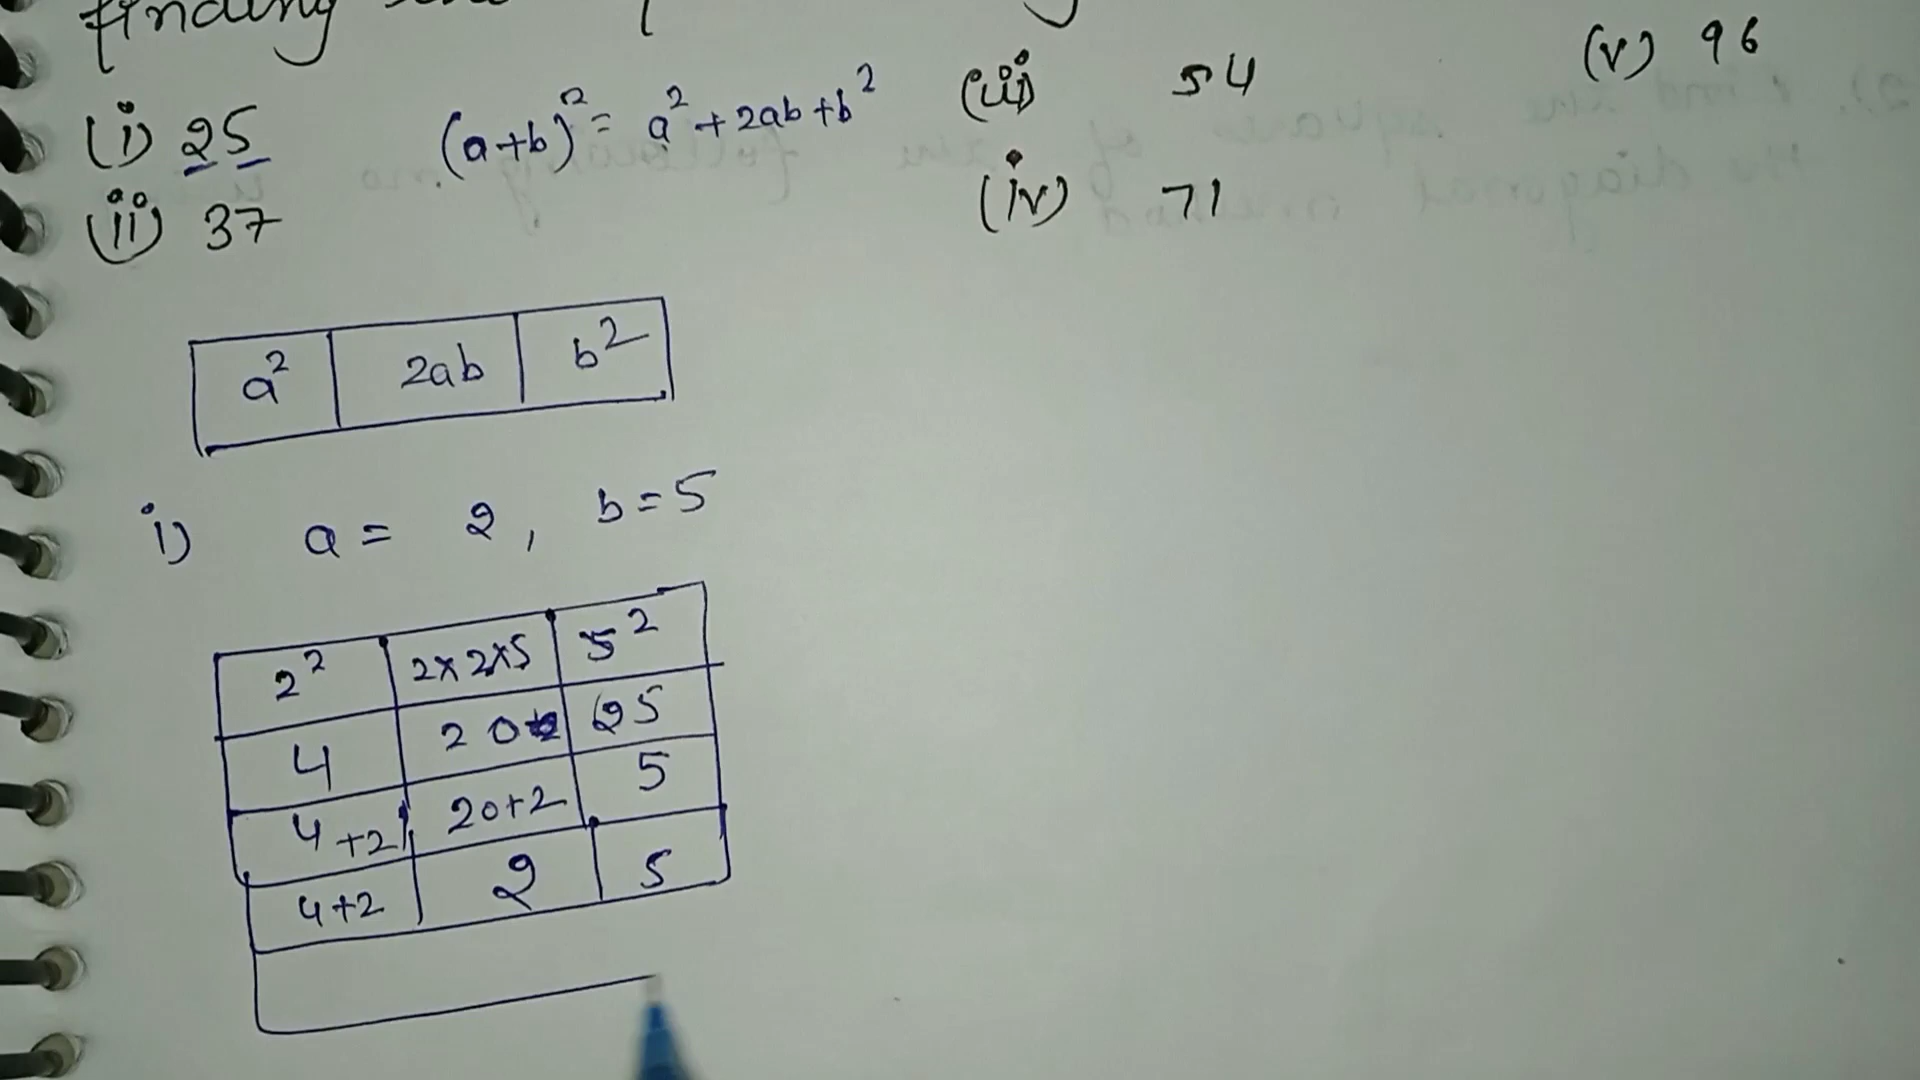 finding
(i) 25 (a+b)² = a² + 2ab + b² (iii) 54 (v) 96
(ii) 37 (iv) 71
a² 2ab b²
i) a = 2, b = 5
2² 2×2×5 5²
4 20 25
4+2 20+2 5
4+2 2 5